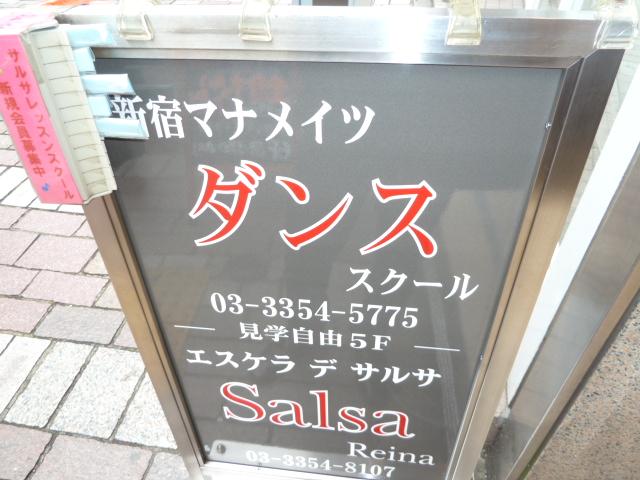 サルサレッスンスクール
新規会員募集中♪
新宿マナメイツ
ダンス
スクール
03-3354-5775
見学自由5F
エスケラ デ サルサ
Salsa
Reina
03-3354-8107